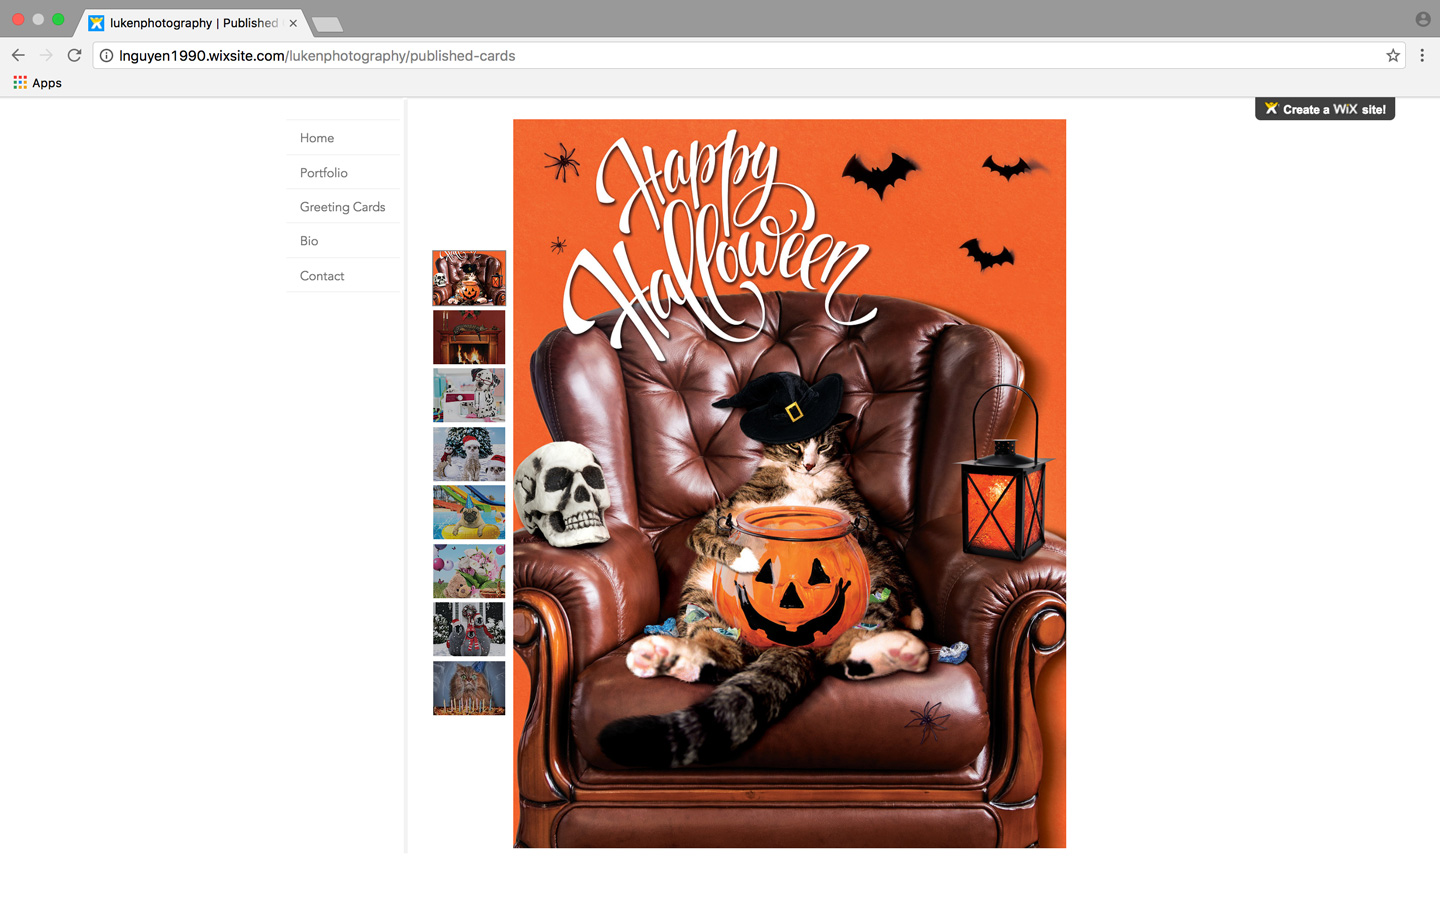 lukenphotography | Published
lnguyen1990.wixsite.com/lukenphotography/published-cards
Apps
Create a WiX site!
Home
Portfolio
Greeting Cards
Bio
Contact
Happy
Halloween